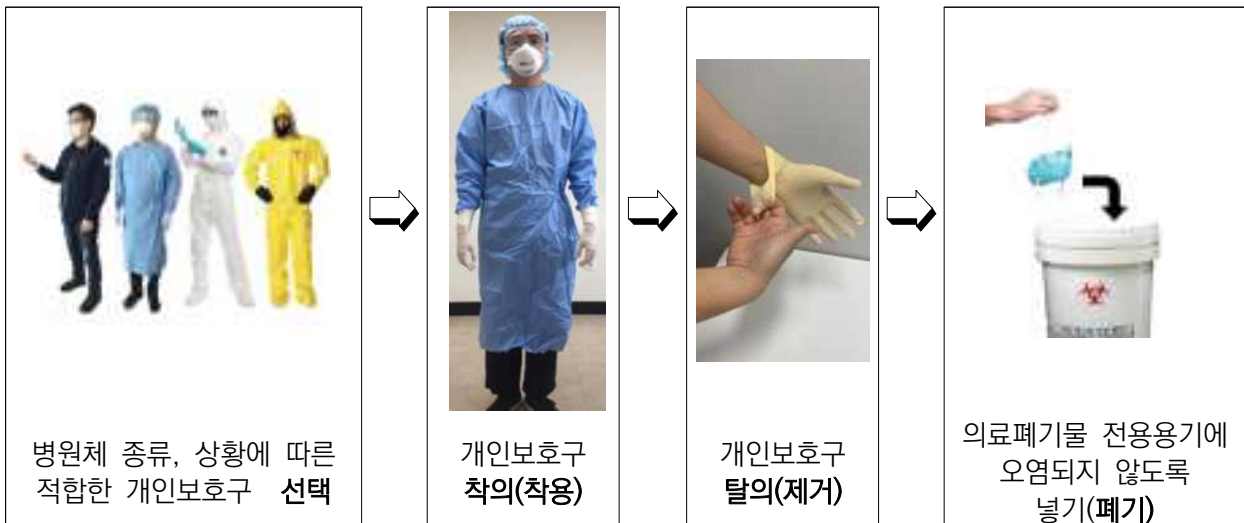 병원체 종류, 상황에 따른
적합한 개인보호구 선택
개인보호구
착의(착용)
개인보호구
탈의(제거)
의료폐기물 전용용기에
오염되지 않도록
넣기(폐기)